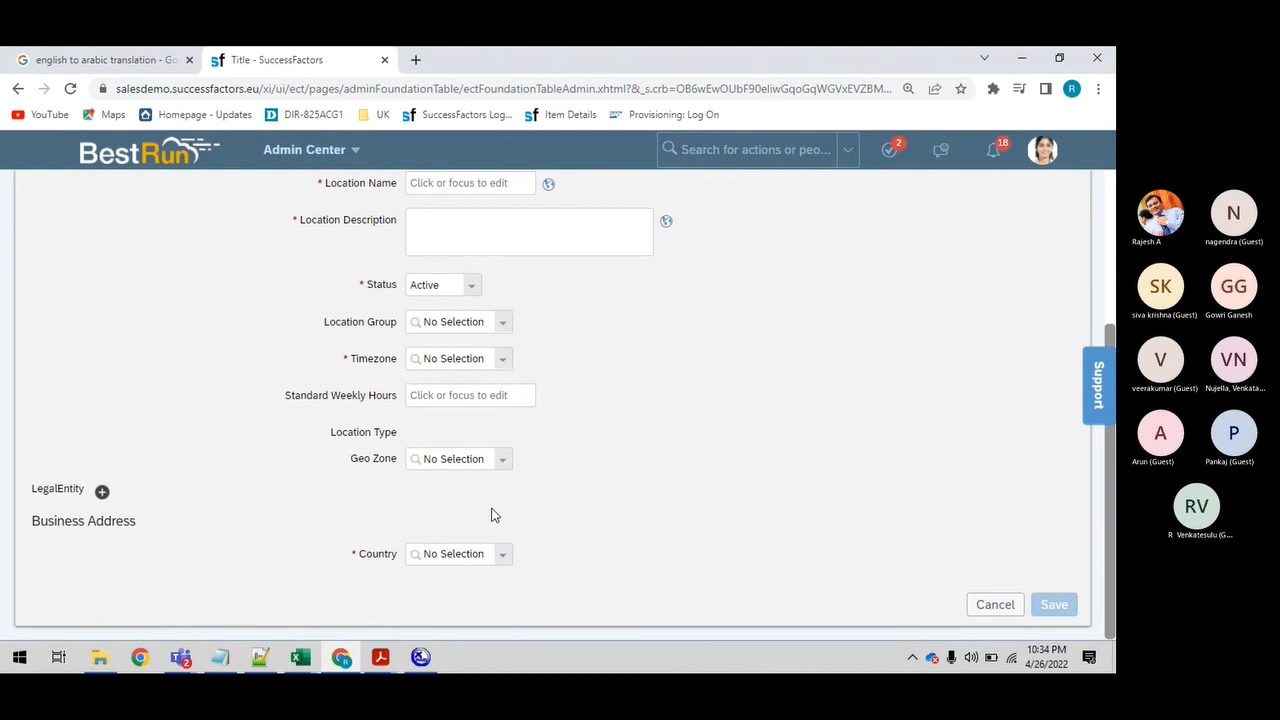 english to arabic translation - Go
Title - SuccessFactors
salesdemo.successfactors.eu/xi/ui/ect/pages/adminFoundationTable/ectFoundationTableAdmin.xhtml?&_s.crb=OB6wEwOUbF90eliwGqoGqWGVxEVZBM...
R
YouTube
Maps
Homepage - Updates
DIR-825ACG1
UK
SuccessFactors Log...
Item Details
Provisioning: Log On
BestRun
Admin Center
Search for actions or peo...
2
18
* Location Name Click or focus to edit
* Location Description
* Status Active
Location Group No Selection
* Timezone No Selection
Standard Weekly Hours Click or focus to edit
Location Type
Geo Zone No Selection
LegalEntity
Business Address
* Country No Selection
Cancel Save
Support
Rajesh A
N
nagendra (Guest)
SK
siva krishna (Guest)
GG
Gowri Ganesh
V
veerakumar (Guest)
VN
Nujella, Venkata...
A
Arun (Guest)
P
Pankaj (Guest)
RV
R Venkatesulu (G...
2
10:34 PM
4/26/2022